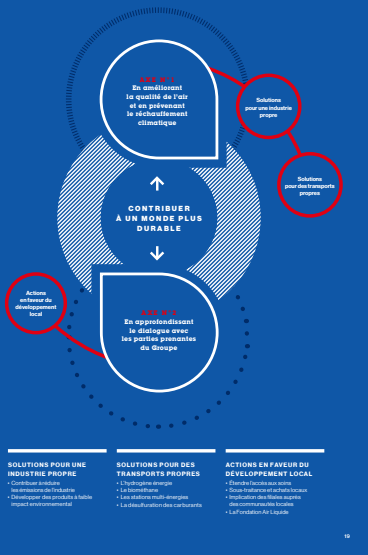 AXE N°1
En améliorant
la qualité de l'air
et en prévenant
le réchauffement
climatique
Solutions
pour une industrie
propre
Solutions
pour des transports
propres
CONTRIBUER
À UN MONDE PLUS
DURABLE
Actions
en faveur du
développement
local
AXE N°2
En approfondissant
le dialogue avec
les parties prenantes
du Groupe
SOLUTIONS POUR UNE
INDUSTRIE PROPRE
• Contribuer à réduire
les émissions de l'industrie
• Développer des produits à faible
impact environnemental
SOLUTIONS POUR DES
TRANSPORTS PROPRES
• L'hydrogène énergie
• Le biométhane
• Les stations multi-énergies
• La désulfuration des carburants
ACTIONS EN FAVEUR DU
DÉVELOPPEMENT LOCAL
• Étendre l'accès aux soins
• Sous-traitance et achats locaux
• Implication des filiales auprès
des communautés locales
• La Fondation Air Liquide
19